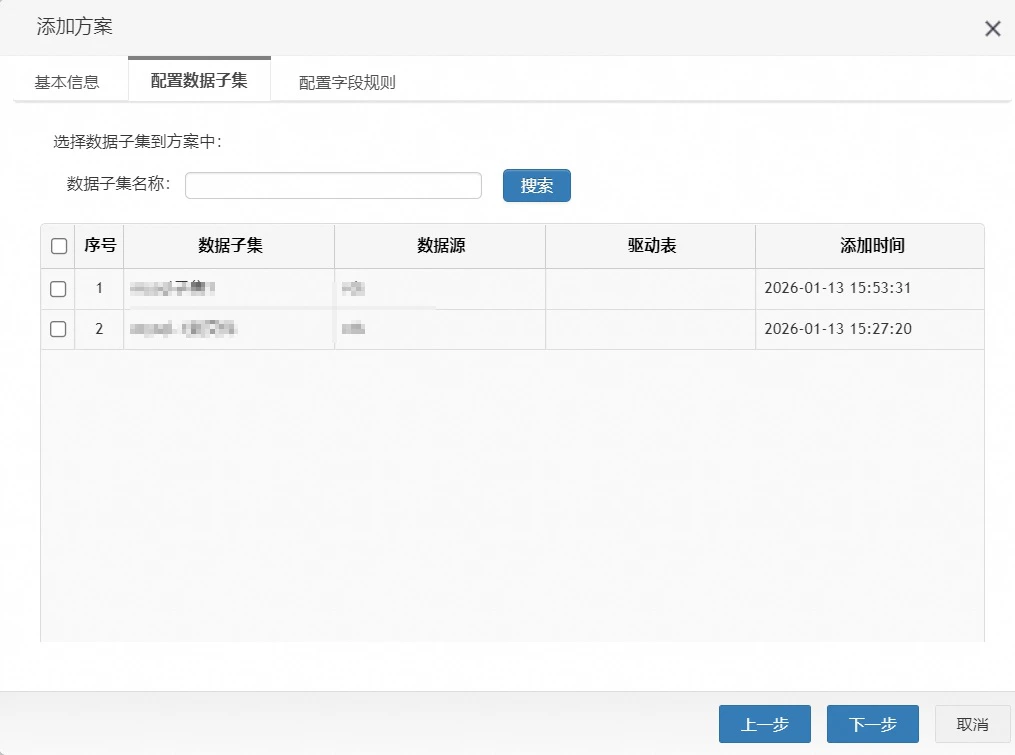 添加方案
基本信息 配置数据子集 配置字段规则
选择数据子集到方案中:
数据子集名称: 搜索
序号 数据子集 数据源 驱动表 添加时间
1 2026-01-13 15:53:31
2 2026-01-13 15:27:20
上一步 下一步 取消